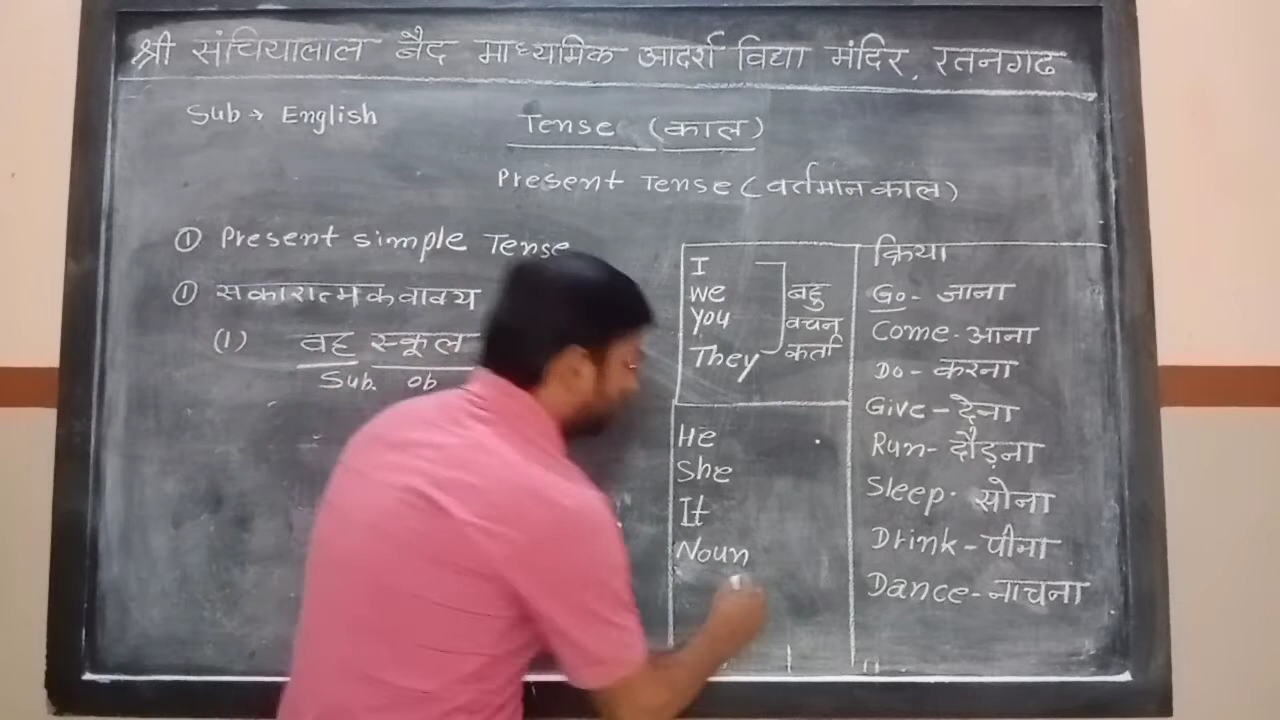 श्री संचियालाल बैद माध्यमिक आदर्श विद्या मंदिर, रतनगढ
Sub → English
Tense (काल)
Present Tense (वर्तमान काल)
① Present simple Tense
① सकारात्मक वाक्य
(1) वह स्कूल
Sub. ob
I
We
You
They
बहु
वचन
कर्ता
He
She
It
Noun
क्रिया
Go - जाना
Come - आना
Do - करना
Give - देना
Run - दौड़ना
Sleep - सोना
Drink - पीना
Dance - नाचना